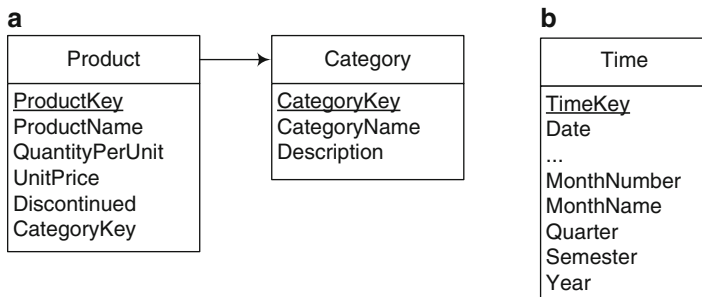 a
Product
ProductKey
ProductName
QuantityPerUnit
UnitPrice
Discontinued
CategoryKey
Category
CategoryKey
CategoryName
Description
b
Time
TimeKey
Date
...
MonthNumber
MonthName
Quarter
Semester
Year